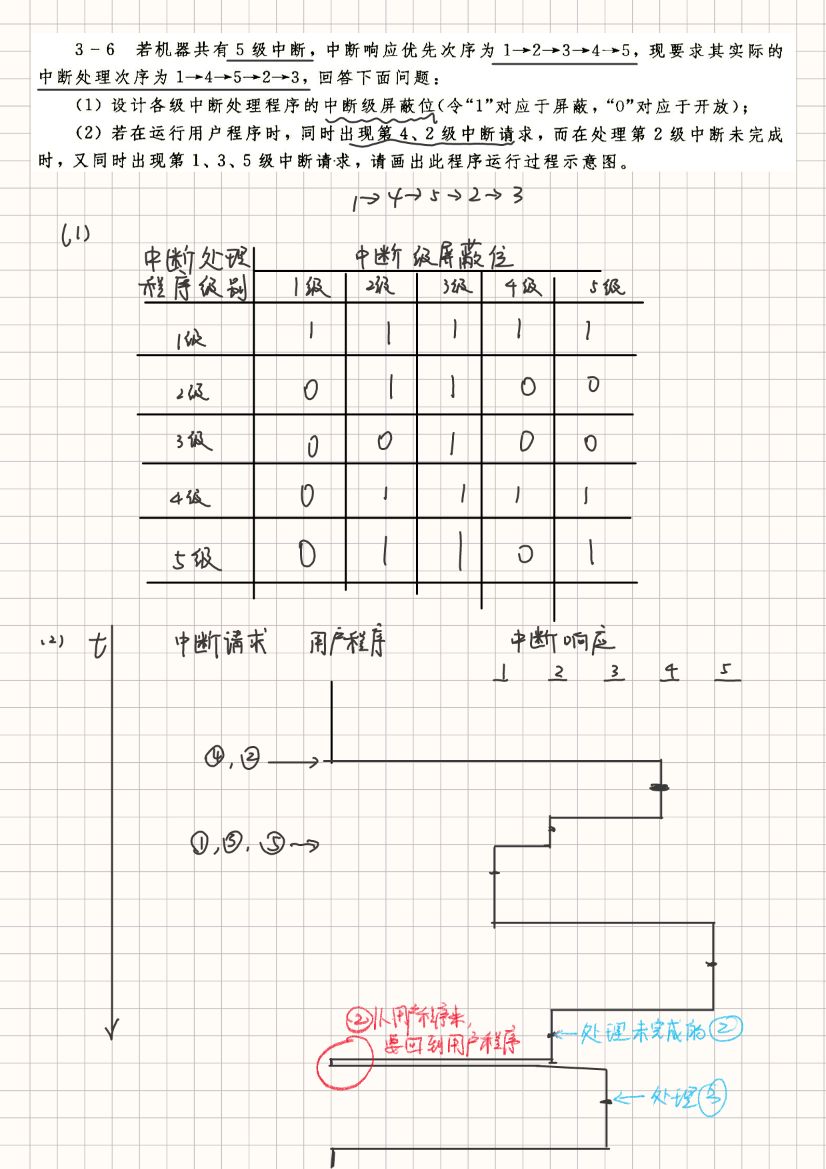 3-6 若机器共有5级中断，中断响应优先次序为1→2→3→4→5，现要求其实际的
中断处理次序为1→4→5→2→3，回答下面问题：
(1) 设计各级中断处理程序的中断级屏蔽位(令“1”对应于屏蔽，“0”对应于开放)；
(2) 若在运行用户程序时，同时出现第4、2级中断请求，而在处理第2级中断未完成
时，又同时出现第1、3、5级中断请求，请画出此程序运行过程示意图。
1→4→5→2→3
(1)
中断处理 中断级屏蔽位
程序级别 1级 2级 3级 4级 5级
1级 1 1 1 1 1
2级 0 1 1 0 0
3级 0 0 1 0 0
4级 0 1 1 1 1
5级 0 1 1 0 1
(2) t 中断请求 用户程序 中断响应
1 2 3 4 5
④,② →
①,③,⑤→
②从用户程序来,
要回到用户程序
←处理未完成的②
←处理③